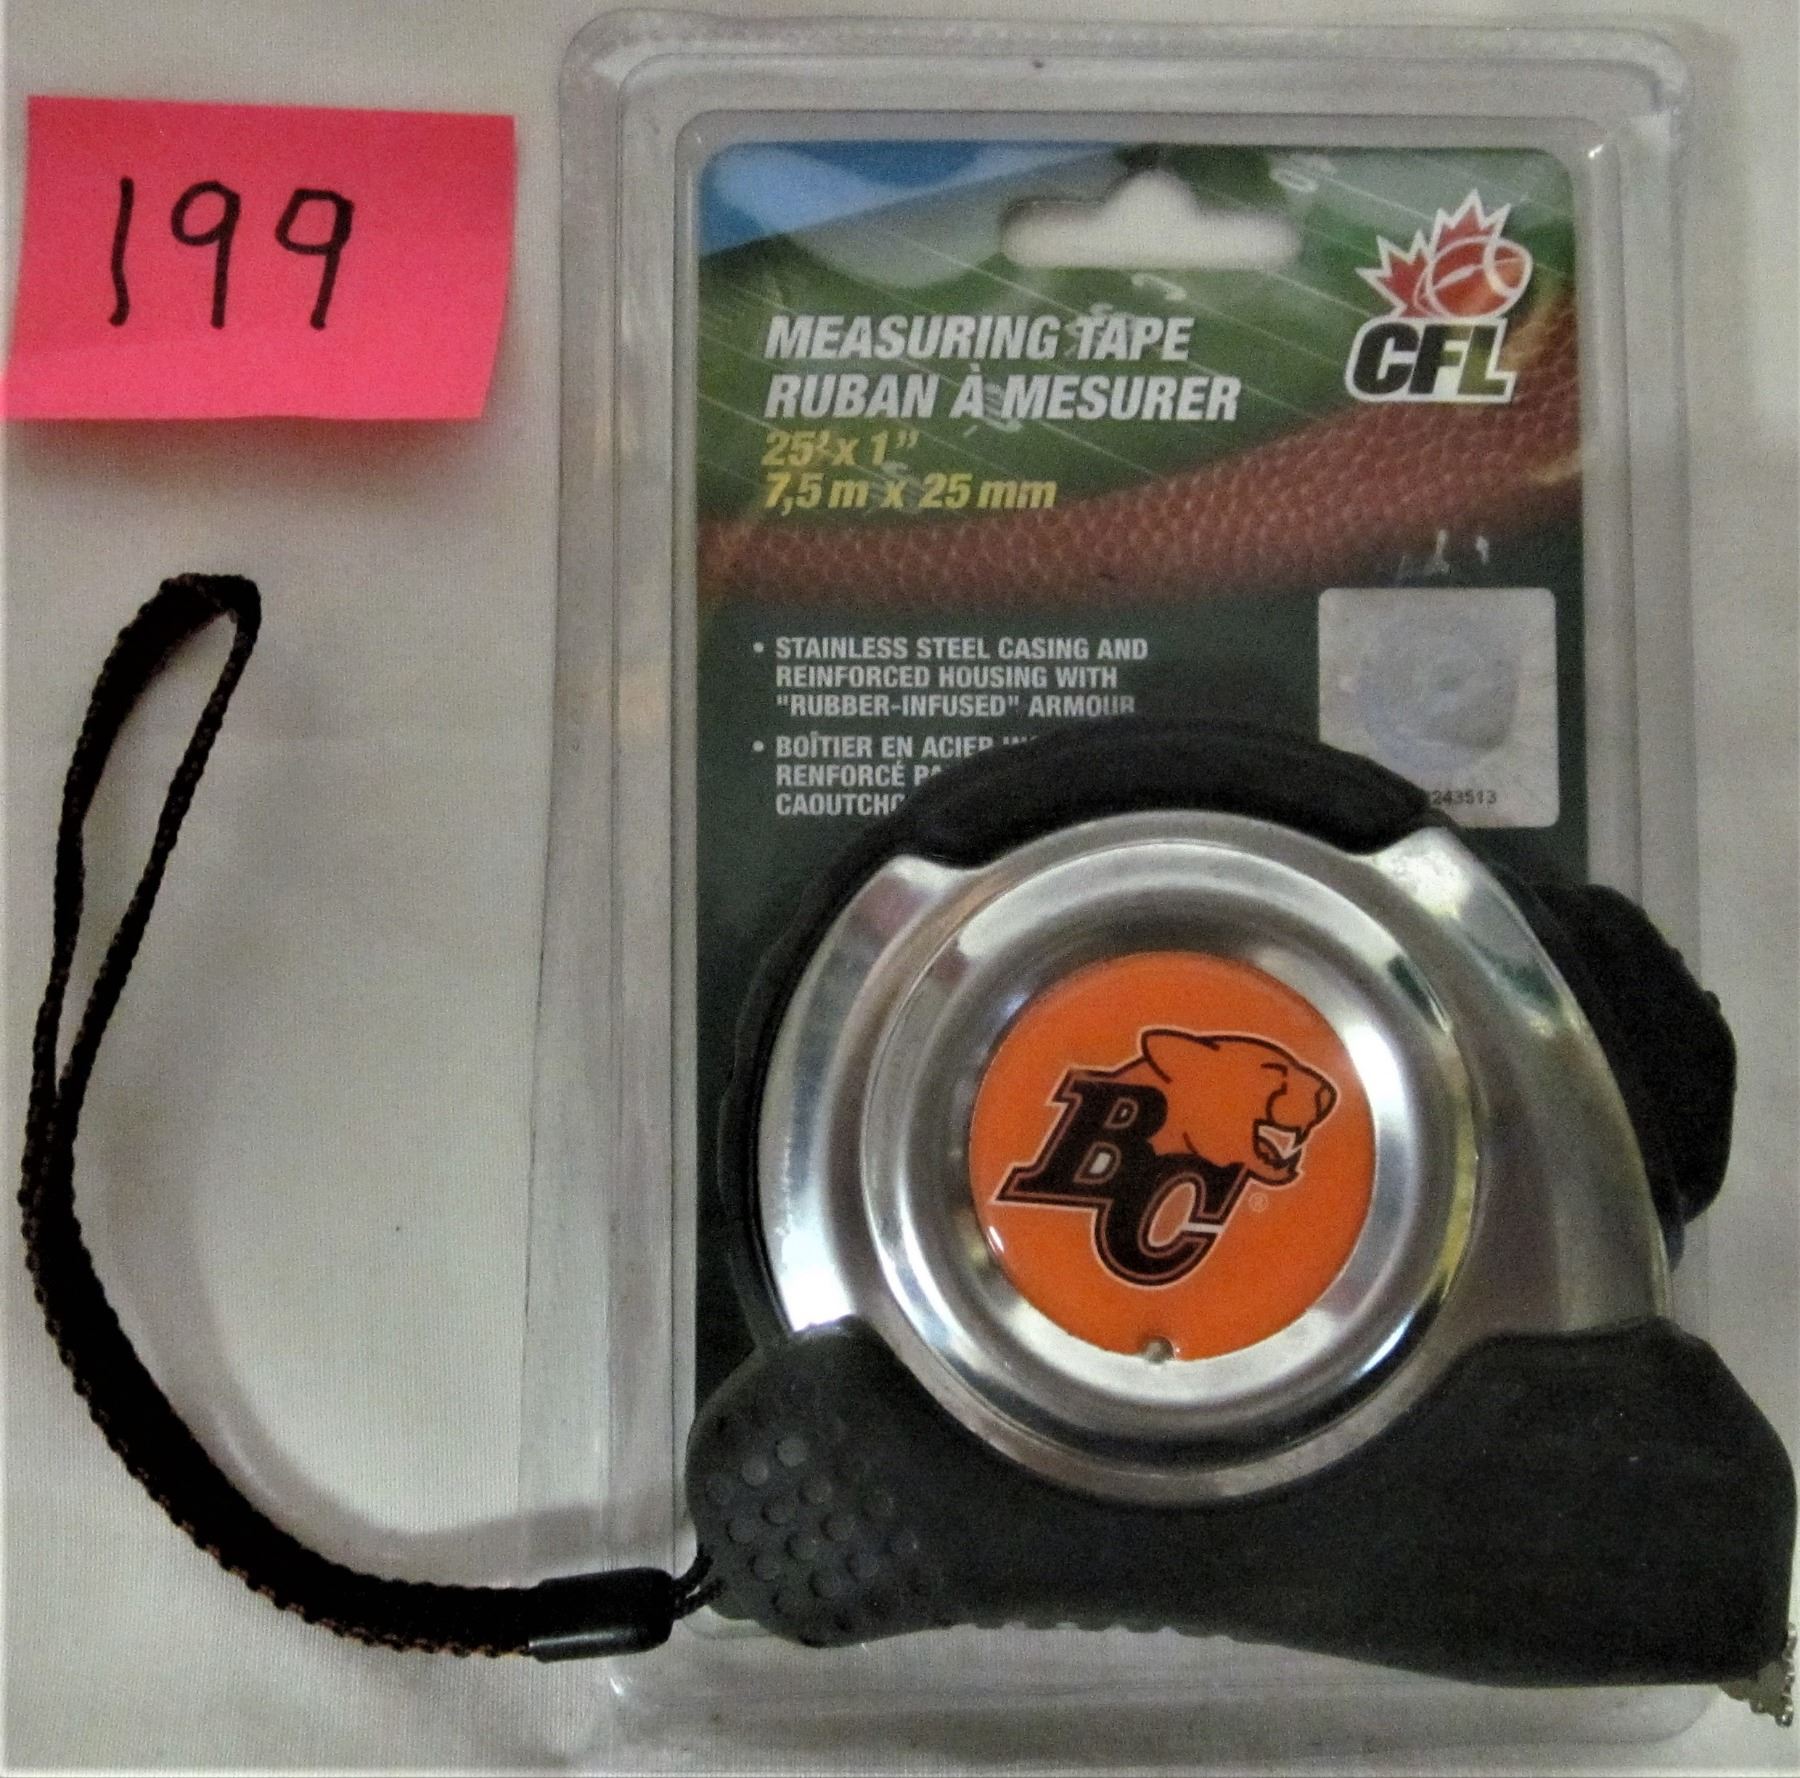 199
CFL
MEASURING TAPE
RUBAN À MESURER
25' x 1"
7,5 m x 25 mm
• STAINLESS STEEL CASING AND
REINFORCED HOUSING WITH
"RUBBER-INFUSED" ARMOUR
• BOÎTIER EN ACIER
RENFORCÉ
243513
BC
®